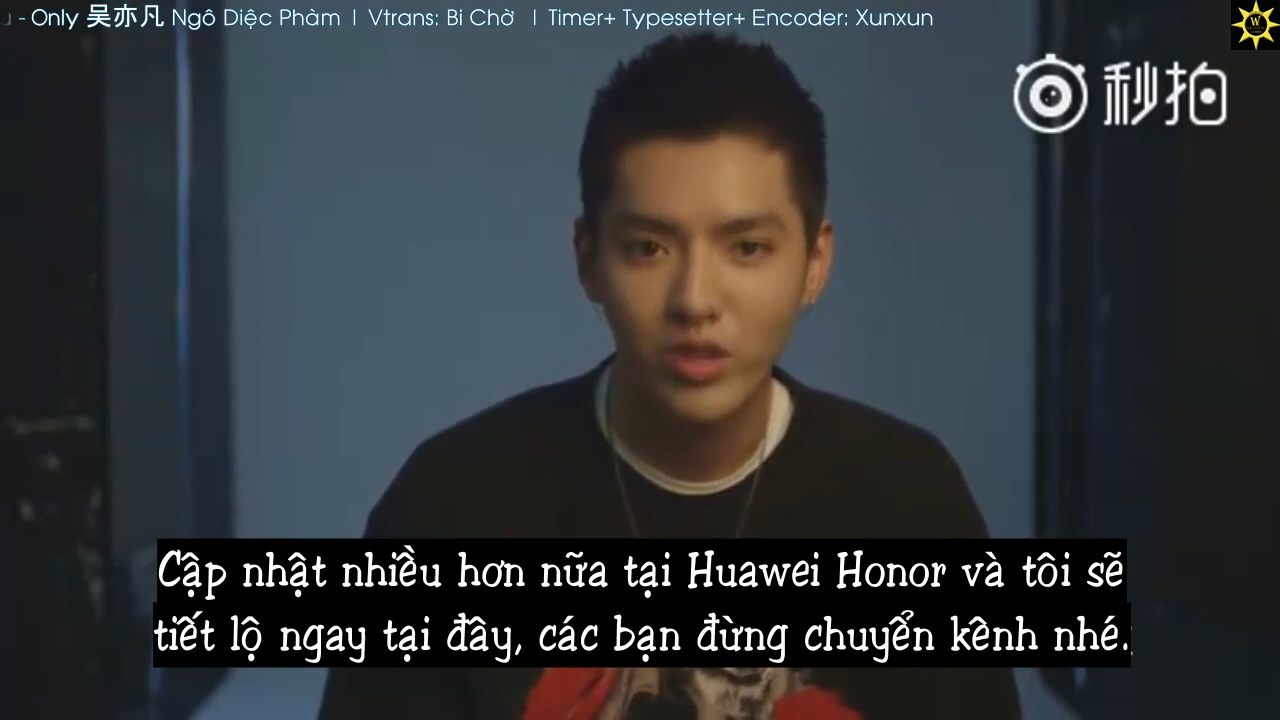 - Only 吴亦凡 Ngô Diệc Phàm | Vtrans: Bi Chờ | Timer+ Typesetter+ Encoder: Xunxun
W
秒拍
Cập nhật nhiều hơn nữa tại Huawei Honor và tôi sẽ
tiết lộ ngay tại đây, các bạn đừng chuyển kênh nhé.